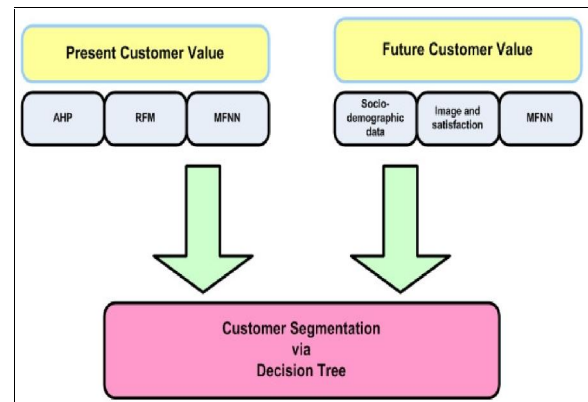 Present Customer Value
Future Customer Value
AHP
RFM
MFNN
Socio-
demographic
data
Image and
satisfaction
MFNN
Customer Segmentation
via
Decision Tree